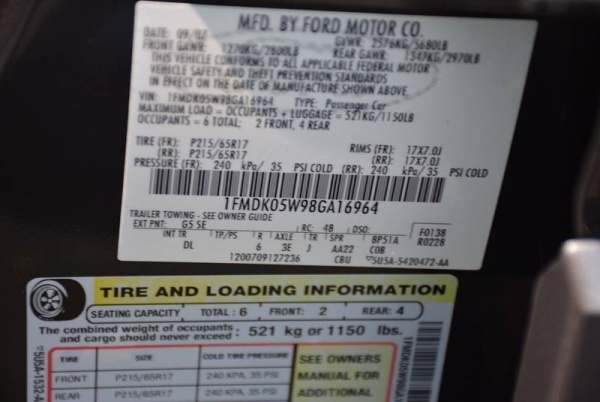 MFD. BY FORD MOTOR CO.
DATE: 09/07 GVWR: 2576KG/5680LB
FRONT GAWR: 1270KG/2800LB REAR GAWR: 1347KG/2970LB
THIS VEHICLE CONFORMS TO ALL APPLICABLE FEDERAL MOTOR
VEHICLE SAFETY AND THEFT PREVENTION STANDARDS
IN EFFECT ON THE DATE OF MANUFACTURE SHOWN ABOVE.
VIN: 1FMDK05W98GA16964 TYPE: Passenger Car
MAXIMUM LOAD = OCCUPANTS + LUGGAGE = 521KG/1150LB
OCCUPANTS = 6 TOTAL: 2 FRONT, 4 REAR
TIRE (FR): P215/65R17 RIMS (FR): 17X7.0J
(RR): P215/65R17 (RR): 17X7.0J
PRESSURE (FR): 240 kPa/ 35 PSI COLD (RR): 240 kPa/ 35 PSI COLD
1FMDK05W98GA16964
TRAILER TOWING - SEE OWNER GUIDE
EXT PNT: G5 SE RC: 48 DSO: F0138
INT TR TP/PS R AXLE TR SPR BPSIA R0228
DL 6 3E J AA22 COB
1200709127236 CBU 5U5A-5420472-AA
TIRE AND LOADING INFORMATION
SEATING CAPACITY TOTAL: 6 FRONT: 2 REAR: 4
The combined weight of occupants and cargo should never exceed : 521 kg or 1150 lbs.
TIRE SIZE COLD TIRE PRESSURE SEE OWNERS
FRONT P215/65R17 240 KPA, 35 PSI MANUAL FOR
REAR P215/65R17 240 KPA, 35 PSI ADDITIONAL
1FMDK05W98GA
5U5A-1532-A